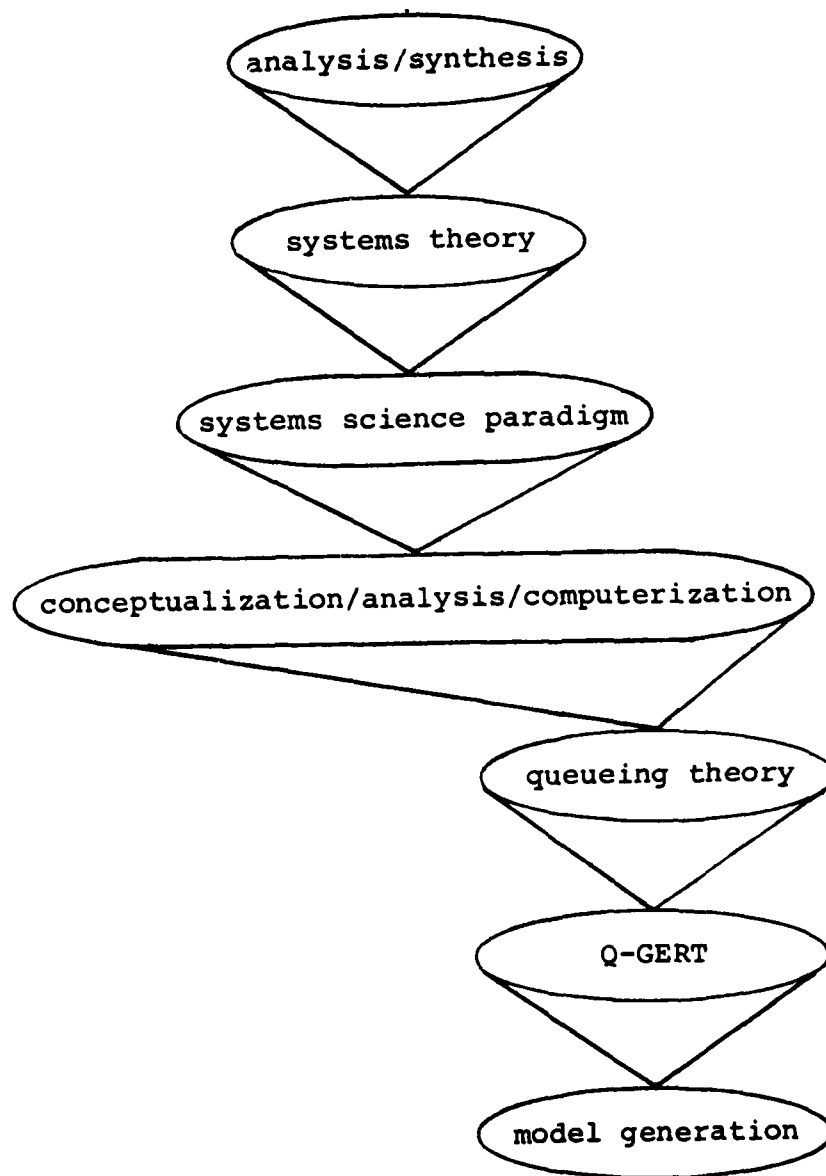 analysis/synthesis
systems theory
systems science paradigm
conceptualization/analysis/computerization
queueing theory
Q-GERT
model generation